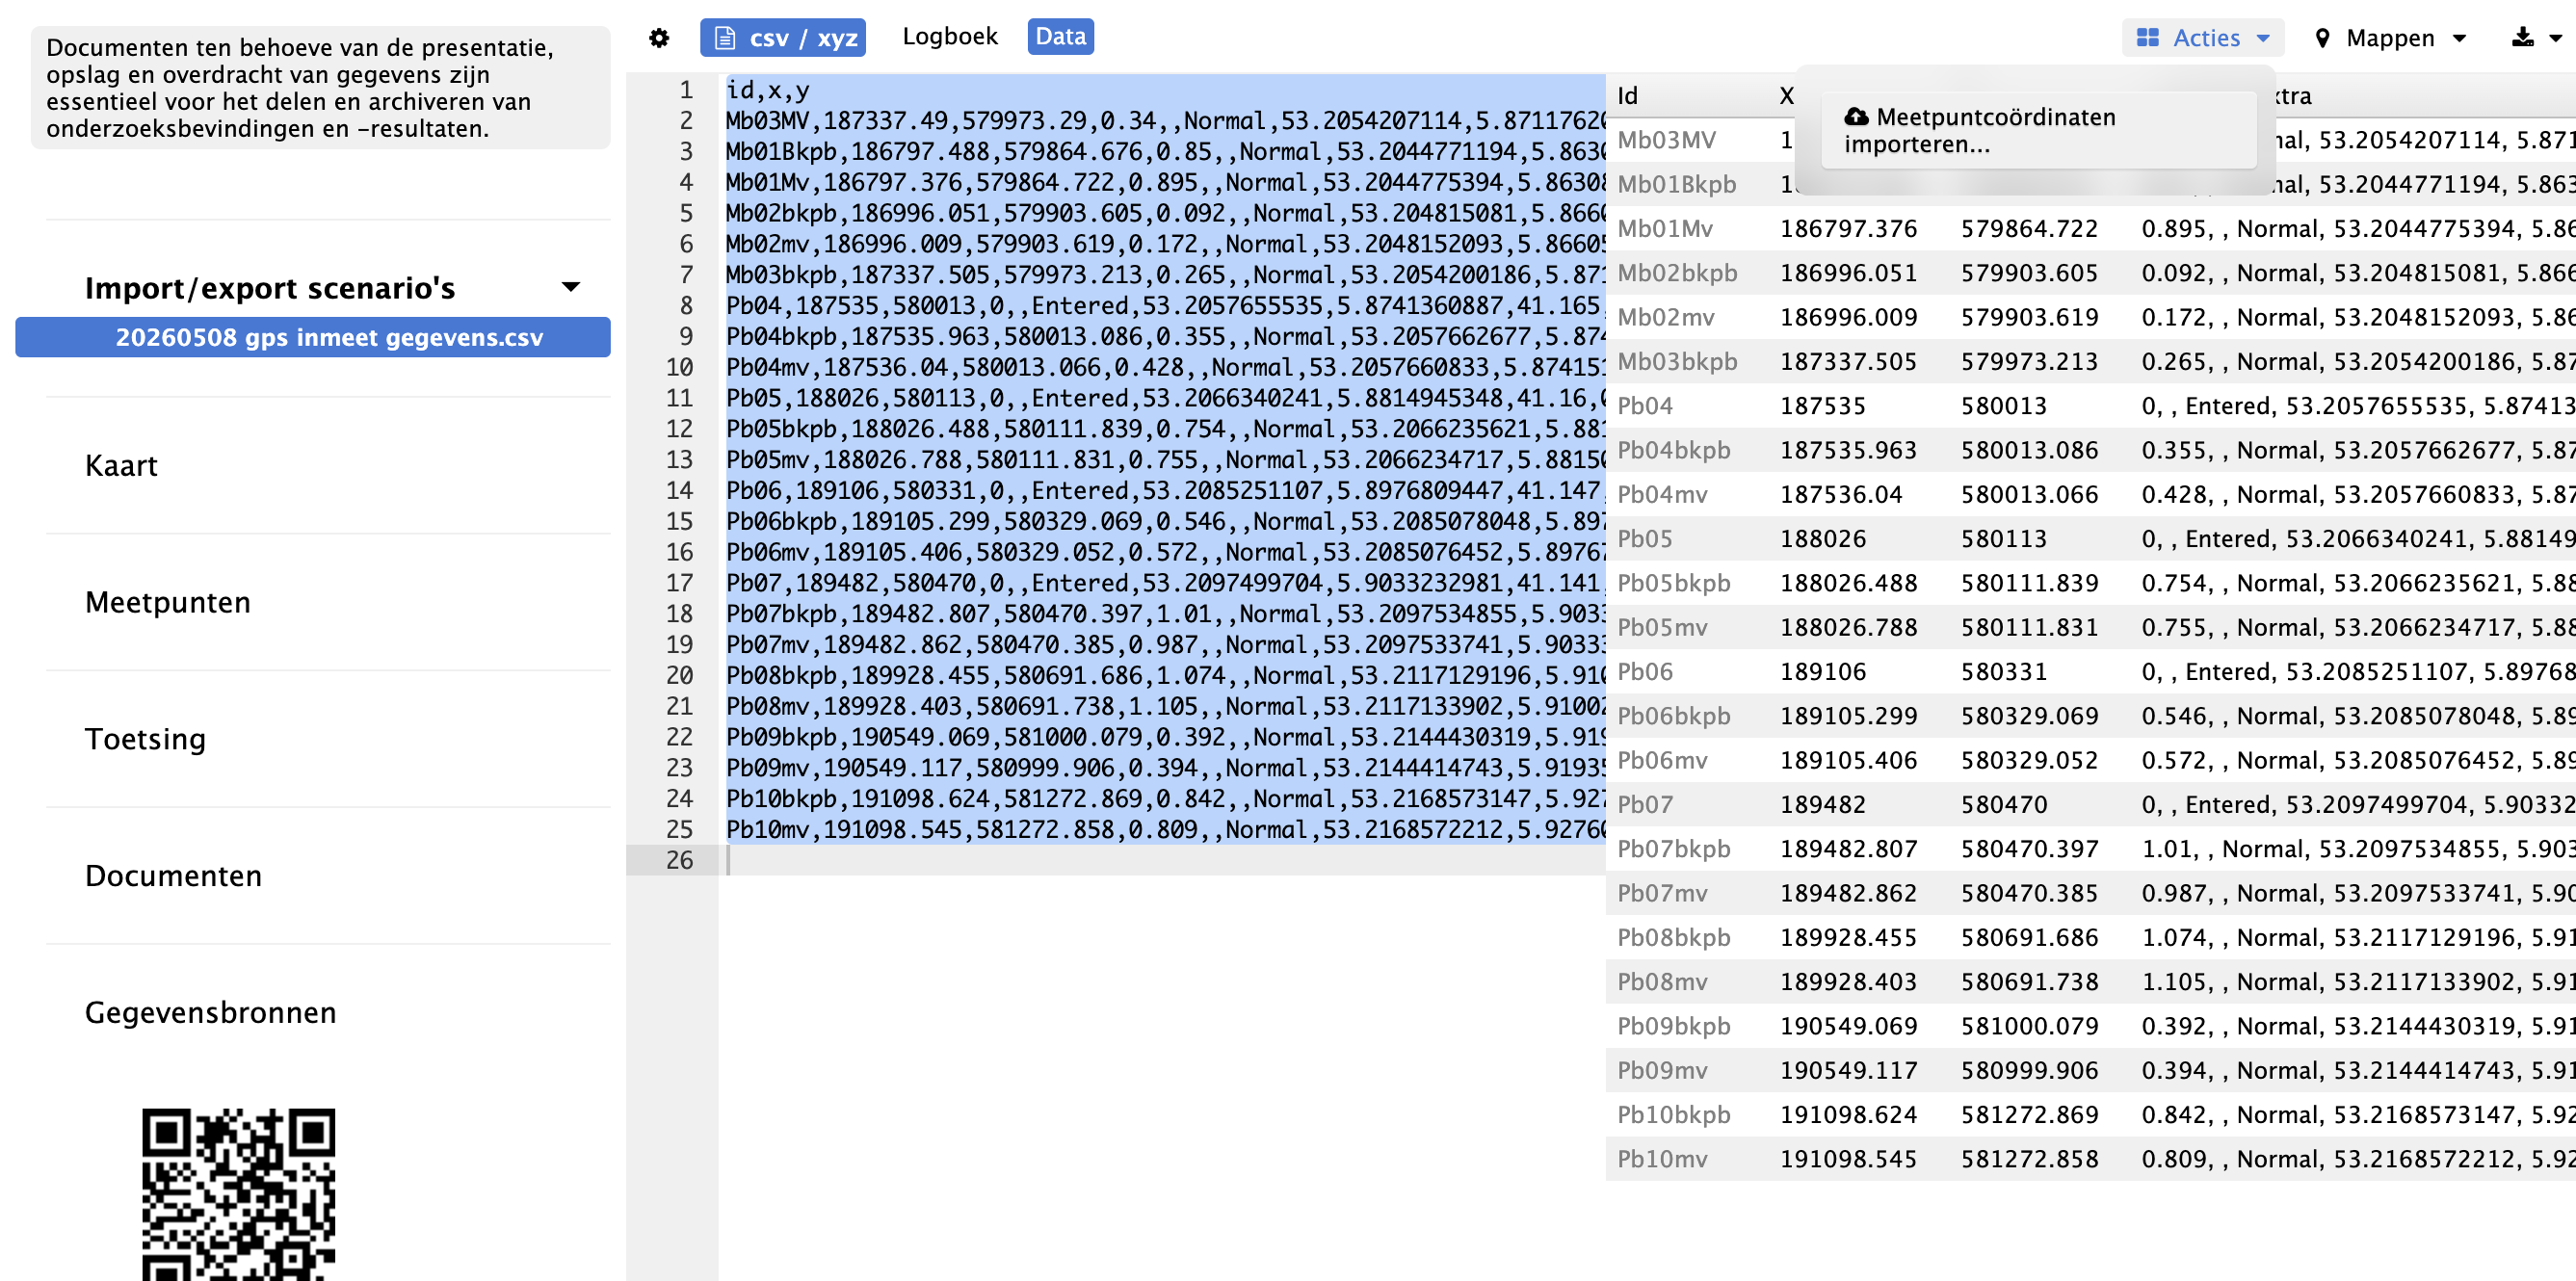 Documenten ten behoeve van de presentatie,
opslag en overdracht van gegevens zijn
essentieel voor het delen en archiveren van
onderzoeksbevindingen en -resultaten.
Import/export scenario's
20260508 gps inmeet gegevens.csv
Kaart
Meetpunten
Toetsing
Documenten
Gegevensbronnen
csv / xyz Logboek Data
Acties Mappen
1 id,x,y
2 Mb03MV,187337.49,579973.29,0.34,,Normal,53.2054207114,5.8711762
3 Mb01Bkpb,186797.488,579864.676,0.85,,Normal,53.2044771194,5.863
4 Mb01Mv,186797.376,579864.722,0.895,,Normal,53.2044775394,5.8630
5 Mb02bkpb,186996.051,579903.605,0.092,,Normal,53.204815081,5.866
6 Mb02mv,186996.009,579903.619,0.172,,Normal,53.2048152093,5.8660
7 Mb03bkpb,187337.505,579973.213,0.265,,Normal,53.2054200186,5.871
8 Pb04,187535,580013,0,,Entered,53.2057655535,5.8741360887,41.165,
9 Pb04bkpb,187535.963,580013.086,0.355,,Normal,53.2057662677,5.874
10 Pb04mv,187536.04,580013.066,0.428,,Normal,53.2057660833,5.87415
11 Pb05,188026,580113,0,,Entered,53.2066340241,5.8814945348,41.16,
12 Pb05bkpb,188026.488,580111.839,0.754,,Normal,53.2066235621,5.881
13 Pb05mv,188026.788,580111.831,0.755,,Normal,53.2066234717,5.8815
14 Pb06,189106,580331,0,,Entered,53.2085251107,5.8976809447,41.147,
15 Pb06bkpb,189105.299,580329.069,0.546,,Normal,53.2085078048,5.897
16 Pb06mv,189105.406,580329.052,0.572,,Normal,53.2085076452,5.8976
17 Pb07,189482,580470,0,,Entered,53.2097499704,5.9033232981,41.141,
18 Pb07bkpb,189482.807,580470.397,1.01,,Normal,53.2097534855,5.903
19 Pb07mv,189482.862,580470.385,0.987,,Normal,53.2097533741,5.9033
20 Pb08bkpb,189928.455,580691.686,1.074,,Normal,53.2117129196,5.910
21 Pb08mv,189928.403,580691.738,1.105,,Normal,53.2117133902,5.9100
22 Pb09bkpb,190549.069,581000.079,0.392,,Normal,53.2144430319,5.919
23 Pb09mv,190549.117,580999.906,0.394,,Normal,53.2144414743,5.9193
24 Pb10bkpb,191098.624,581272.869,0.842,,Normal,53.2168573147,5.927
25 Pb10mv,191098.545,581272.858,0.809,,Normal,53.2168572212,5.9276
26
Meetpuntcoördinaten
importeren...
Id X xtra
Mb03MV 1 nal, 53.2054207114, 5.871
Mb01Bkpb nal, 53.2044771194, 5.863
Mb01Mv 186797.376 579864.722 0.895, , Normal, 53.2044775394, 5.86
Mb02bkpb 186996.051 579903.605 0.092, , Normal, 53.204815081, 5.866
Mb02mv 186996.009 579903.619 0.172, , Normal, 53.2048152093, 5.86
Mb03bkpb 187337.505 579973.213 0.265, , Normal, 53.2054200186, 5.87
Pb04 187535 580013 0, , Entered, 53.2057655535, 5.87413
Pb04bkpb 187535.963 580013.086 0.355, , Normal, 53.2057662677, 5.87
Pb04mv 187536.04 580013.066 0.428, , Normal, 53.2057660833, 5.87
Pb05 188026 580113 0, , Entered, 53.2066340241, 5.88149
Pb05bkpb 188026.488 580111.839 0.754, , Normal, 53.2066235621, 5.88
Pb05mv 188026.788 580111.831 0.755, , Normal, 53.2066234717, 5.88
Pb06 189106 580331 0, , Entered, 53.2085251107, 5.89768
Pb06bkpb 189105.299 580329.069 0.546, , Normal, 53.2085078048, 5.89
Pb06mv 189105.406 580329.052 0.572, , Normal, 53.2085076452, 5.89
Pb07 189482 580470 0, , Entered, 53.2097499704, 5.90332
Pb07bkpb 189482.807 580470.397 1.01, , Normal, 53.2097534855, 5.903
Pb07mv 189482.862 580470.385 0.987, , Normal, 53.2097533741, 5.90
Pb08bkpb 189928.455 580691.686 1.074, , Normal, 53.2117129196, 5.91
Pb08mv 189928.403 580691.738 1.105, , Normal, 53.2117133902, 5.91
Pb09bkpb 190549.069 581000.079 0.392, , Normal, 53.2144430319, 5.91
Pb09mv 190549.117 580999.906 0.394, , Normal, 53.2144414743, 5.91
Pb10bkpb 191098.624 581272.869 0.842, , Normal, 53.2168573147, 5.92
Pb10mv 191098.545 581272.858 0.809, , Normal, 53.2168572212, 5.92